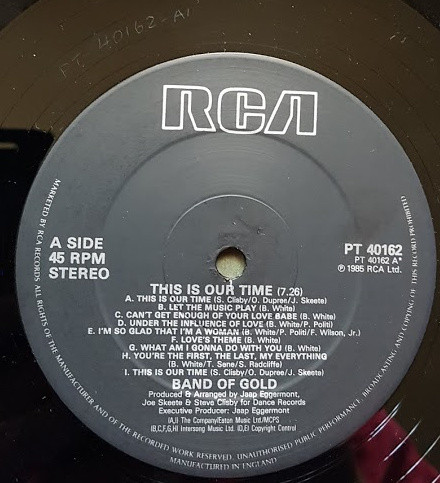 PT 40162-A1
RCA
A SIDE
45 RPM
STEREO
PT 40162
PT 40162 A*
℗ 1985 RCA Ltd.
THIS IS OUR TIME (7.26)
A. THIS IS OUR TIME (S. Clisby/O. Dupree/J. Skeete)
B. LET THE MUSIC PLAY (B. White)
C. CAN'T GET ENOUGH OF YOUR LOVE BABE (B. White)
D. UNDER THE INFLUENCE OF LOVE (B. White/P. Politi)
E. I'M SO GLAD THAT I'M A WOMAN (B. White/P. Politi/F. Wilson, Jr.)
F. LOVE'S THEME (B. White)
G. WHAT AM I GONNA DO WITH YOU (B. White)
H. YOU'RE THE FIRST, THE LAST, MY EVERYTHING
(B. White/T. Sene/S. Radcliffe)
I. THIS IS OUR TIME (S. Clisby/O. Dupree/J. Skeete)
BAND OF GOLD
Produced & Arranged by Jaap Eggermont,
Joe Skeete & Steve Clisby for Dance Records
Executive Producer: Jaap Eggermont
(A,I) The Company/Estan Music Ltd/MCPS
(B,C,F,G,H) Intersong Music Ltd. (D,E) Copyright Control
MARKETED BY RCA RECORDS ALL RIGHTS OF THE MANUFACTURER AND OF THE RECORDED WORK RESERVED. UNAUTHORISED PUBLIC PERFORMANCE, BROADCASTING AND COPYING OF THIS RECORD PROHIBITED
MANUFACTURED IN ENGLAND